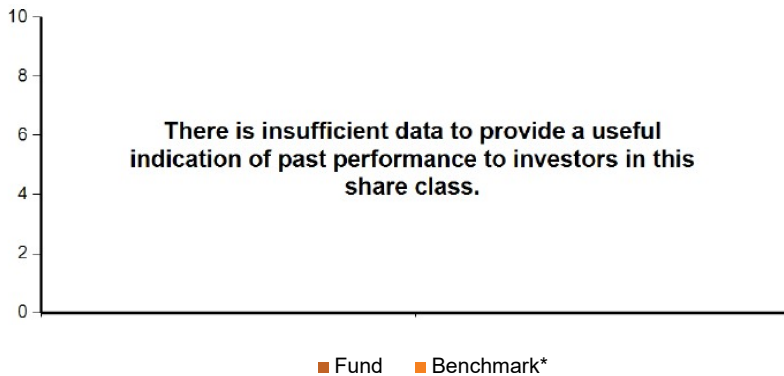 10
8
There is insufficient data to provide a useful
6
indication of past performance to investors in this
share class.
4
2
0
Fund Benchmark*